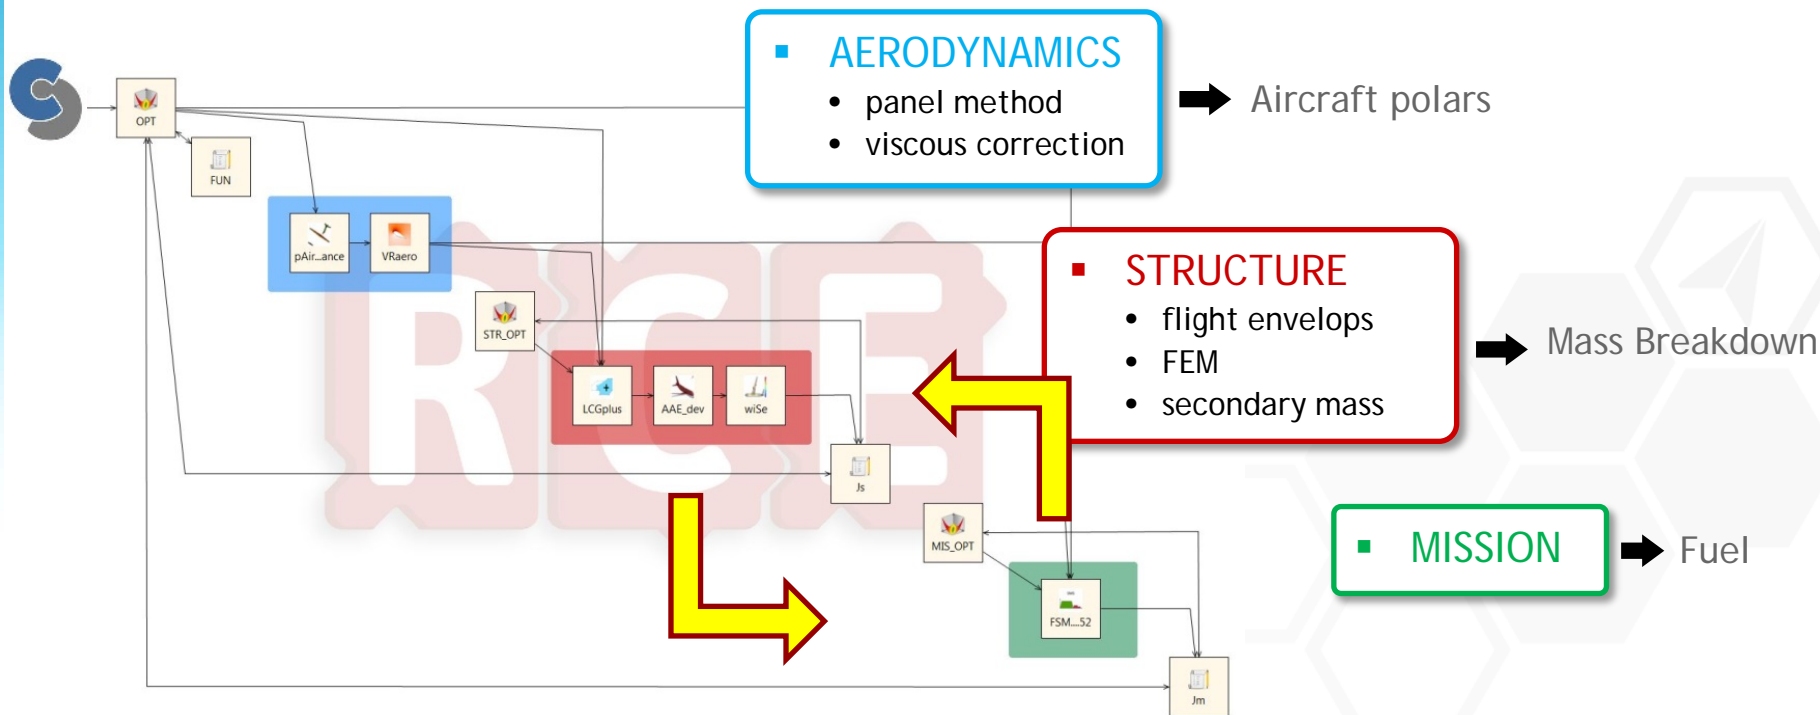 AERODYNAMICS
panel method
viscous correction
Aircraft polars
OPT
FUN
pAir...ance
VRaero
STRUCTURE
flight envelops
FEM
secondary mass
Mass Breakdown
RCE
STR_OPT
LCGplus
AAE_dev
wiSe
Js
MIS_OPT
MISSION
Fuel
FSM....52
Jm